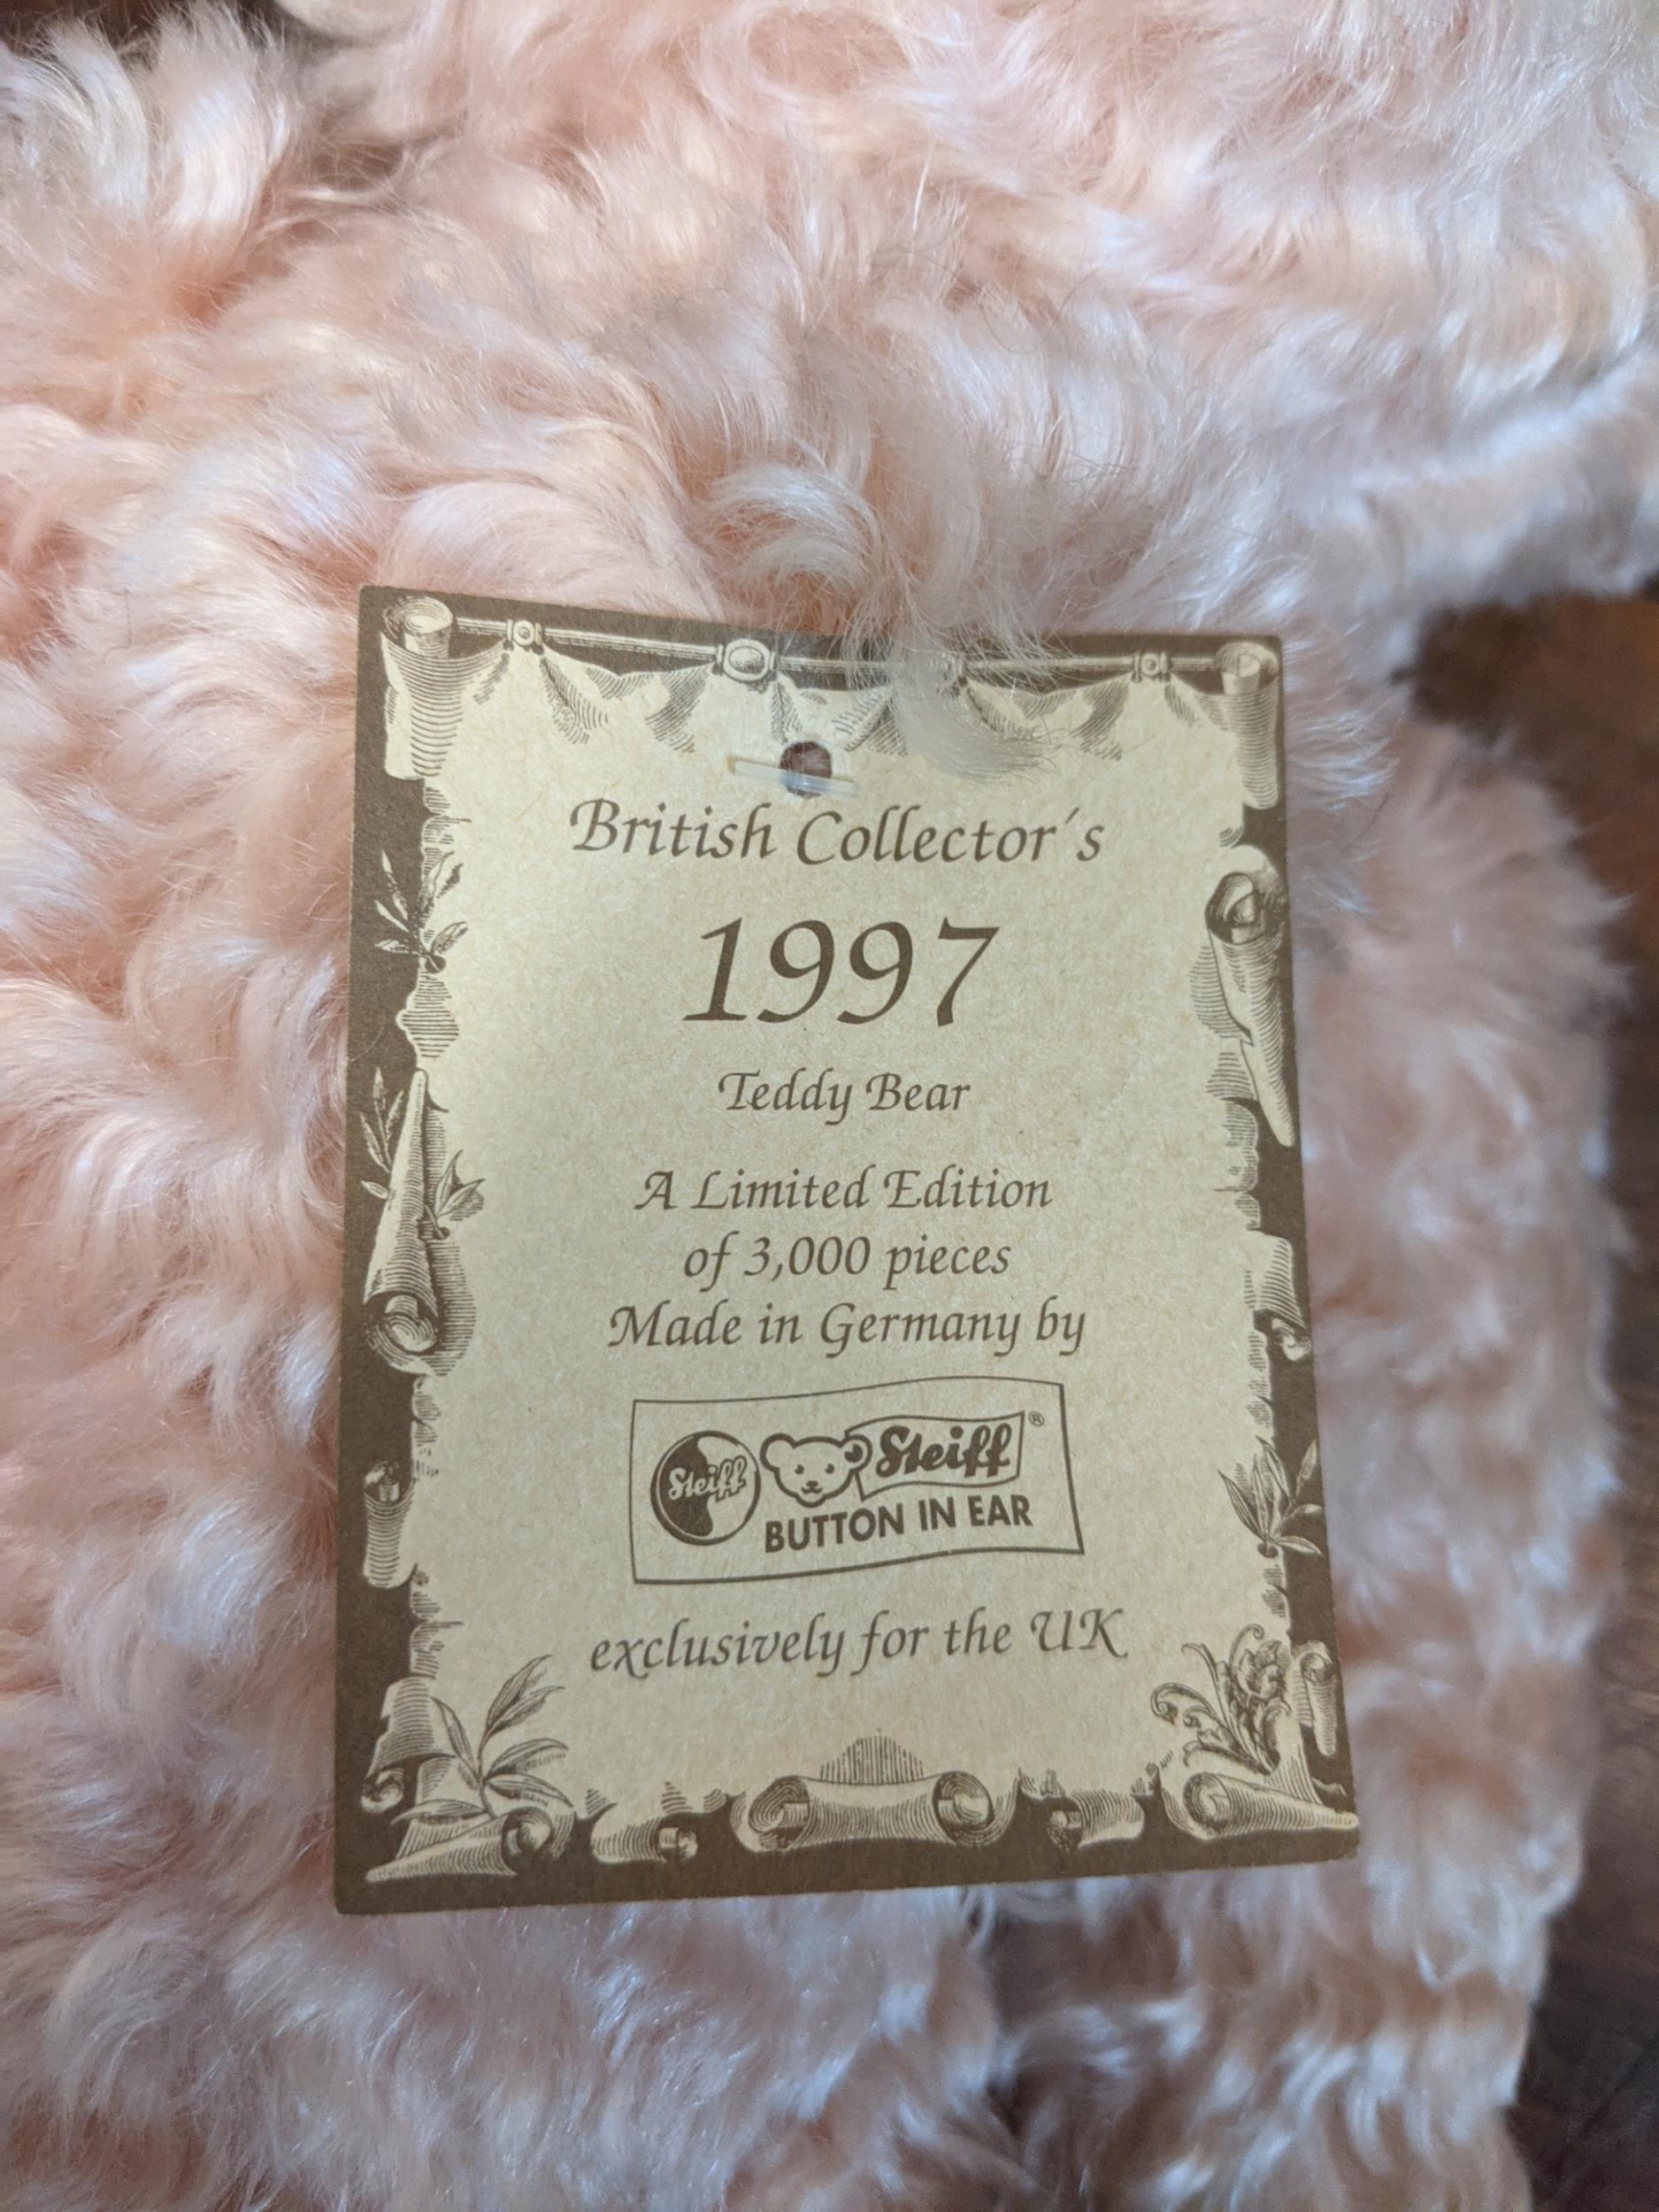 British Collector´s
1997
Teddy Bear
A Limited Edition
of 3,000 pieces
Made in Germany by
Steiff
Steiff®
BUTTON IN EAR
exclusively for the UK